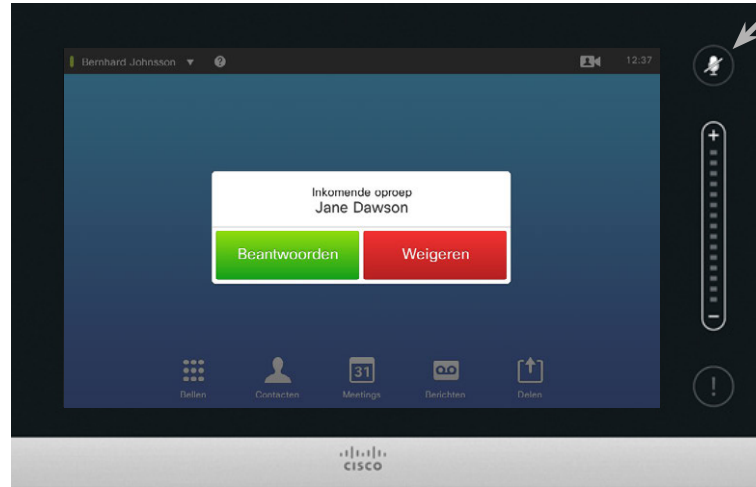 Bernhard Johnsson ▼ ?
12:37
Inkomende oproep
Jane Dawson
Beantwoorden Weigeren
+
31
Bellen Contacten Meetings Berichten Delen
–
!
CISCO